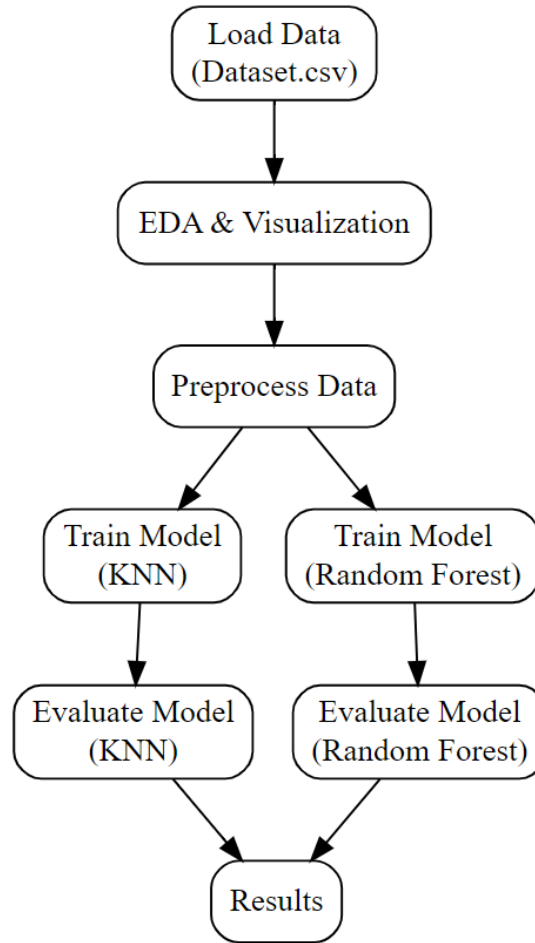 Load Data
(Dataset.csv)
EDA & Visualization
Preprocess Data
Train Model
(KNN)
Train Model
(Random Forest)
Evaluate Model
(KNN)
Evaluate Model
(Random Forest)
Results